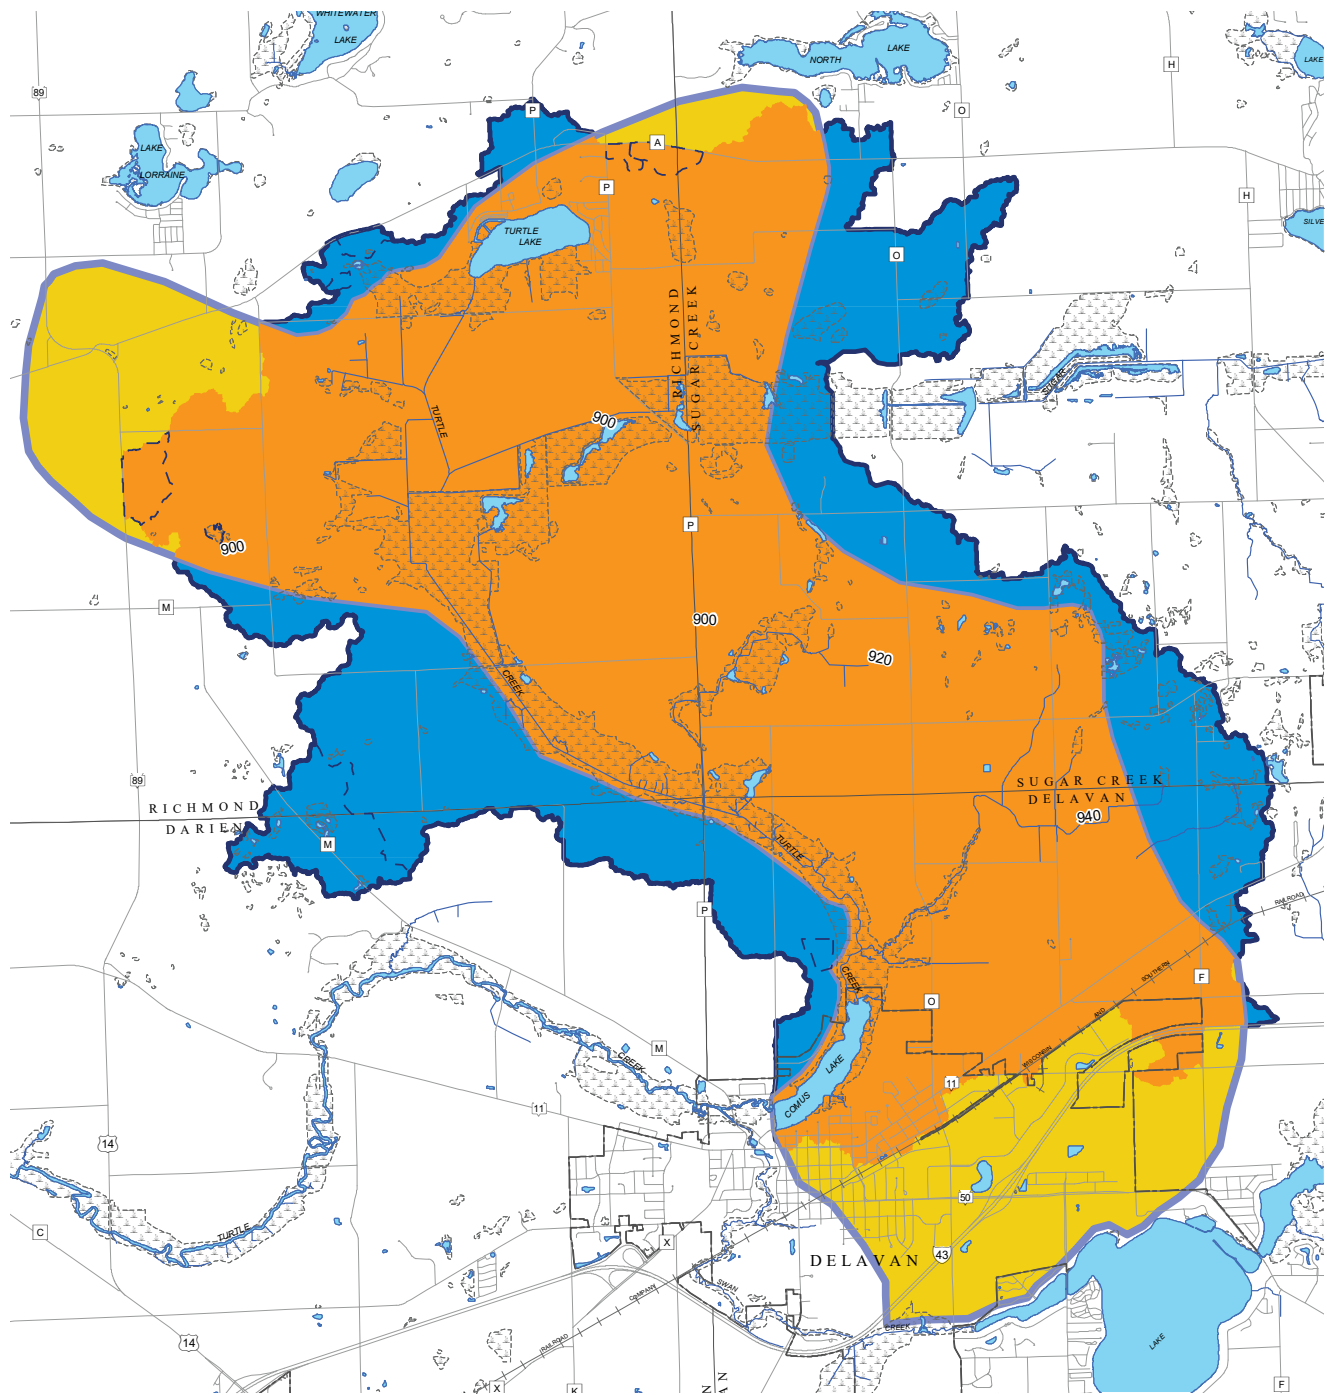 WHITEWATER
LAKE
NORTH
LAKE
LAKE
H
89
P
O
A
LAKE
LORRAINE
P
H
SILVE
TURTLE
LAKE
O
RICHMOND
SUGAR CREEK
SUGAR
TURTLE
900
P
900
M
900
920
CREEK
89
SUGAR CREEK
DELAVAN
RICHMOND
DARIEN
940
M
TURTLE
P
RAILROAD
CREEK
SOUTHERN
F
O
AND
M
WISCONSIN
CREEK
LAKE
11
COMUS
11
14
50
C
TURTLE
X
DELAVAN
43
SWAN
COMPANY
CREEK
14
RAILROAD
LAKE
X
K
F